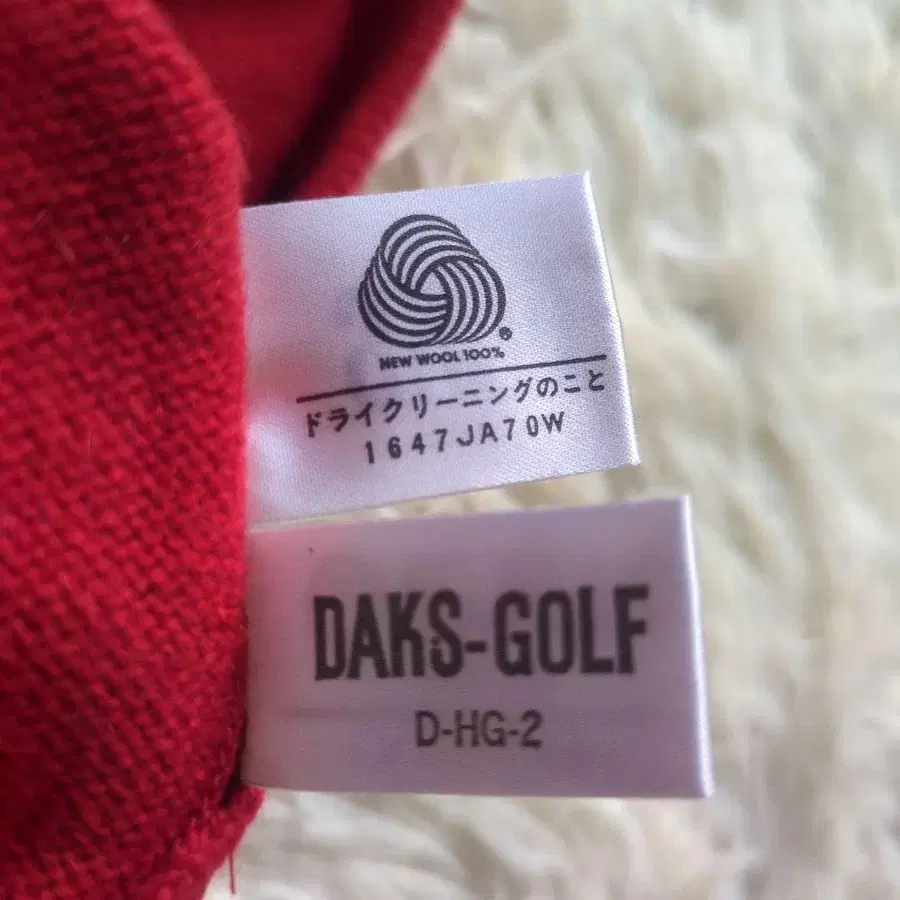 ®
NEW WOOL 100%
ドライクリーニングのこと
1647JA70W
DAKS-GOLF
D-HG-2